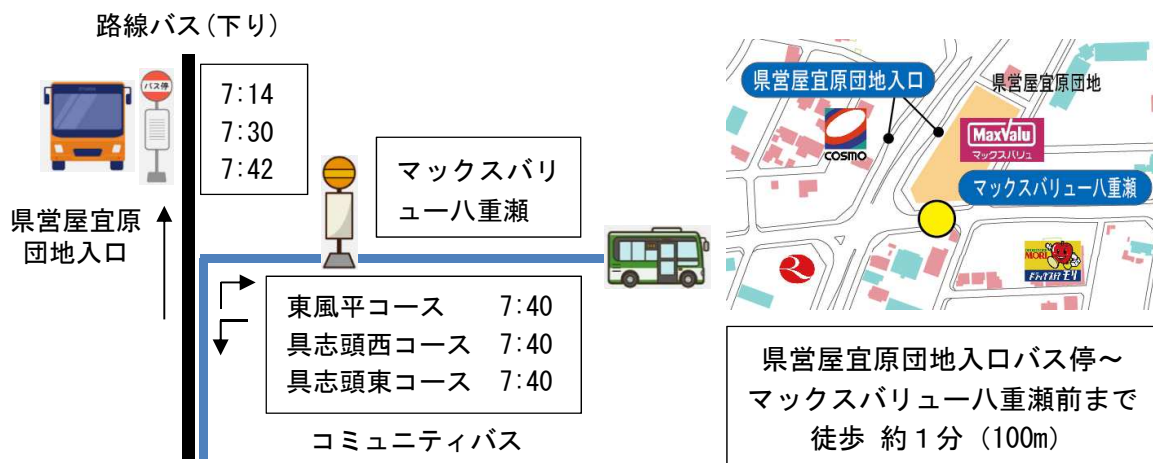 路線バス(下り)
バス停
7:14
7:30
7:42
県営屋宜原
団地入口
マックスバリ
ュー八重瀬
東風平コース 7:40
具志頭西コース 7:40
具志頭東コース 7:40
コミュニティバス
県営屋宜原団地入口
県営屋宜原団地
COSMO
MaxValu
マックスバリュ
マックスバリュー八重瀬
MORI
ドラッグストア モリ
県営屋宜原団地入口バス停～
マックスバリュー八重瀬前まで
徒歩 約1分 (100m)